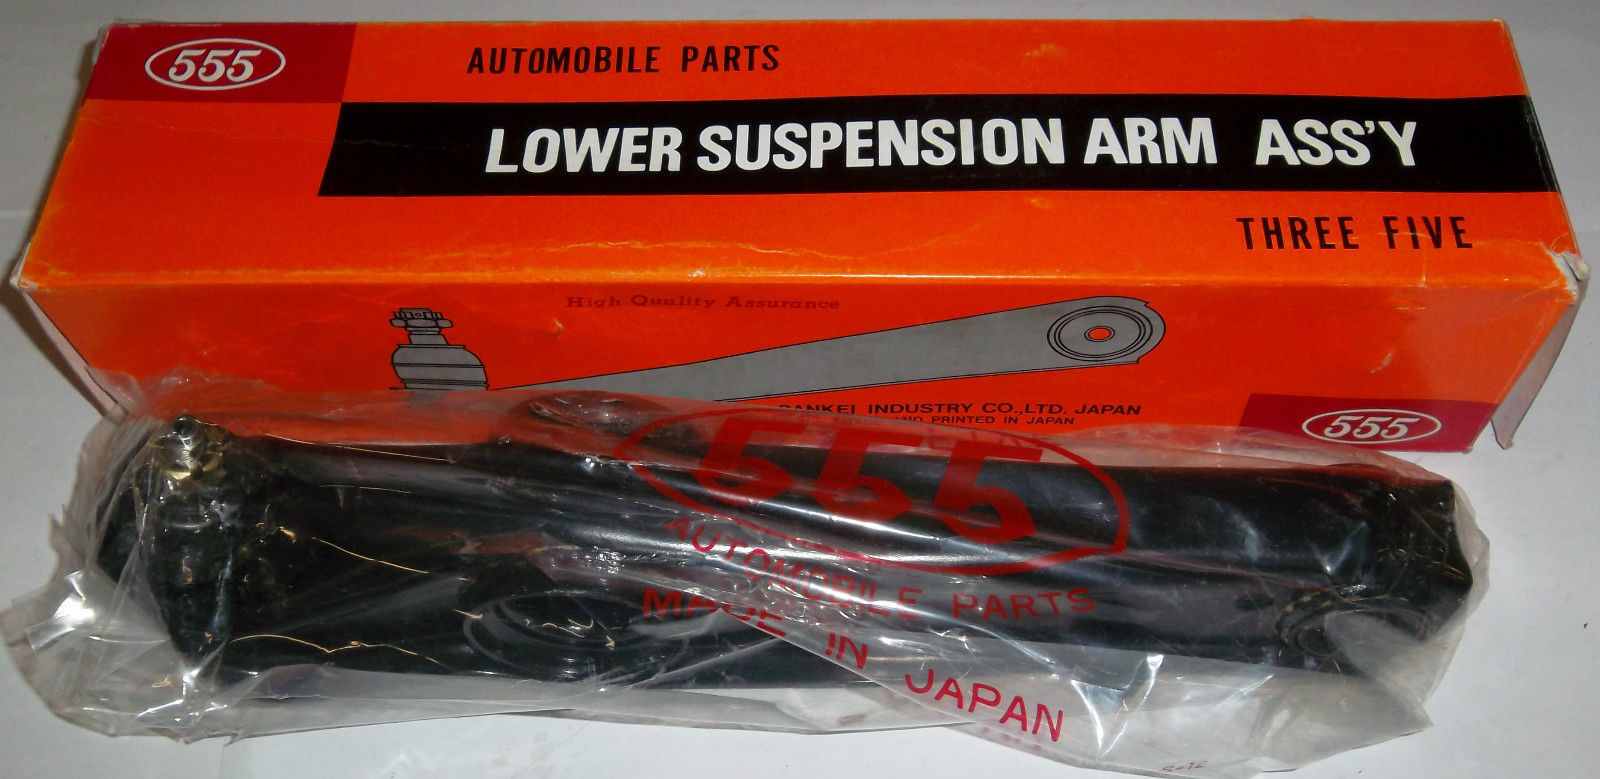 555
AUTOMOBILE PARTS
LOWER SUSPENSION ARM ASS'Y
THREE FIVE
High Quality Assurance
SANKEI INDUSTRY CO.,LTD. JAPAN
AND PRINTED IN JAPAN
555
555
AUTOMOBILE PARTS
MADE IN JAPAN